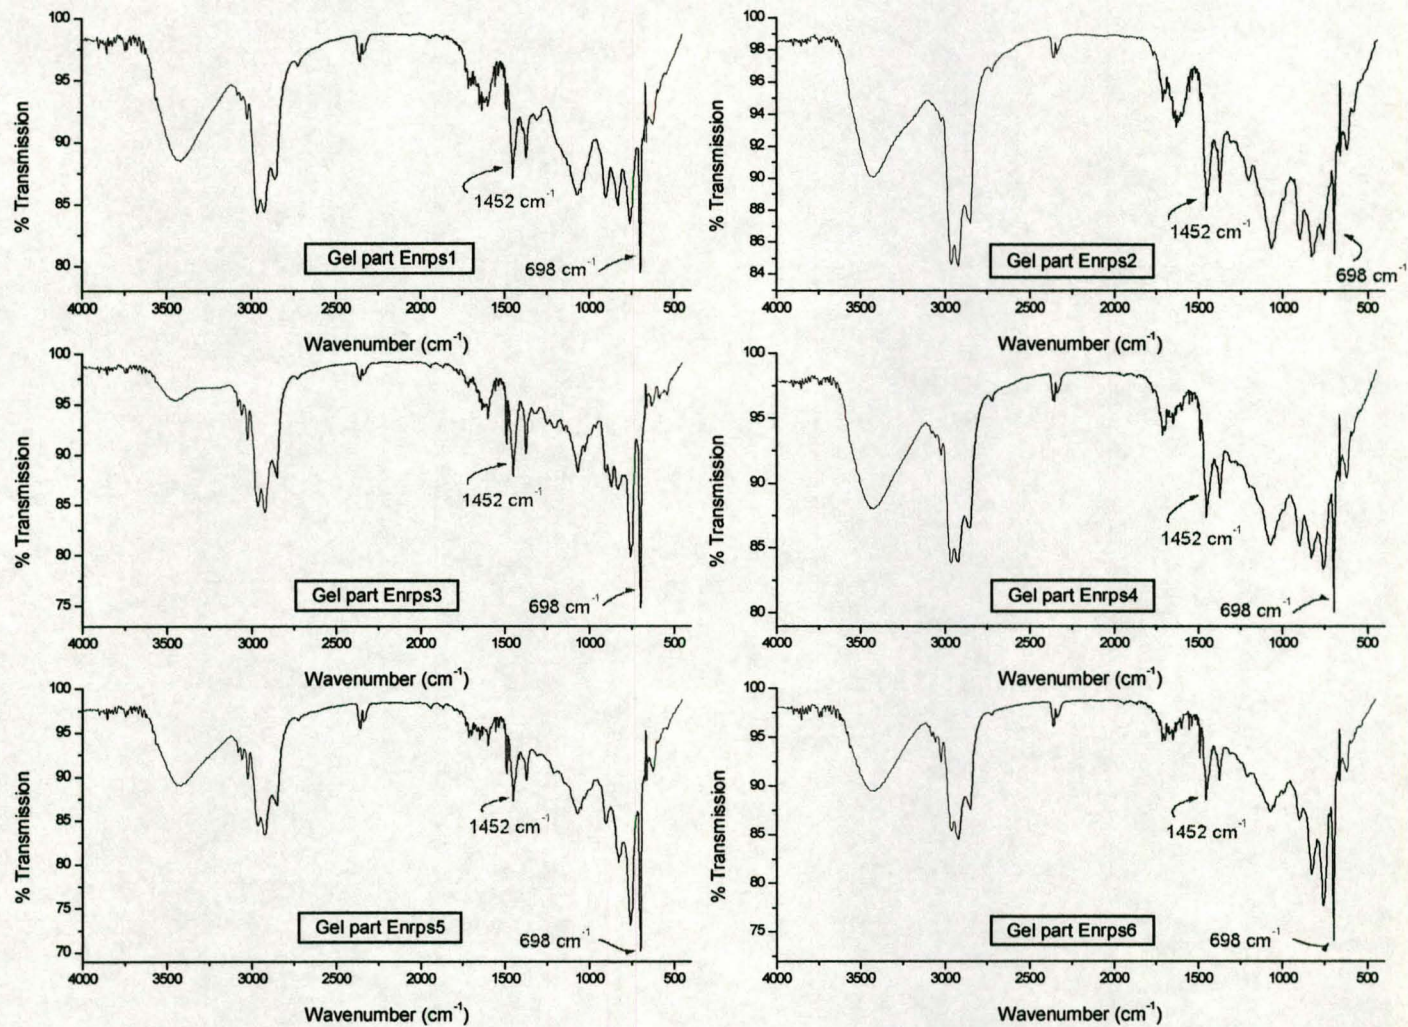 100
95
90
85
80
% Transmission
1452 cm⁻¹
Gel part Enrps1
698 cm⁻¹
4000 3500 3000 2500 2000 1500 1000 500
Wavenumber (cm⁻¹)
100
98
96
94
92
90
88
86
84
% Transmission
1452 cm⁻¹
Gel part Enrps2
698 cm⁻¹
4000 3500 3000 2500 2000 1500 1000 500
Wavenumber (cm⁻¹)
100
95
90
85
80
75
% Transmission
1452 cm⁻¹
Gel part Enrps3
698 cm⁻¹
4000 3500 3000 2500 2000 1500 1000 500
Wavenumber (cm⁻¹)
100
95
90
85
80
% Transmission
1452 cm⁻¹
Gel part Enrps4
698 cm⁻¹
4000 3500 3000 2500 2000 1500 1000 500
Wavenumber (cm⁻¹)
100
95
90
85
80
75
70
% Transmission
1452 cm⁻¹
Gel part Enrps5
698 cm⁻¹
4000 3500 3000 2500 2000 1500 1000 500
Wavenumber (cm⁻¹)
100
95
90
85
80
75
% Transmission
1452 cm⁻¹
Gel part Enrps6
698 cm⁻¹
4000 3500 3000 2500 2000 1500 1000 500
Wavenumber (cm⁻¹)